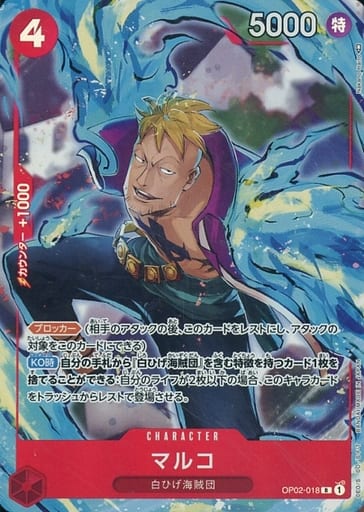 4
5000 特
カウンター +1000
ブロッカー (相手のアタックの後、このカードをレストにし、アタックの
対象をこのカードにできる)
KO時 自分の手札から『白ひげ海賊団』を含む特徴を持つカード1枚を
捨てることができる:自分のライフが2枚以下の場合、このキャラカード
をトラッシュからレストで登場させる。
CHARACTER
マルコ
白ひげ海賊団
OP02-018 R 1